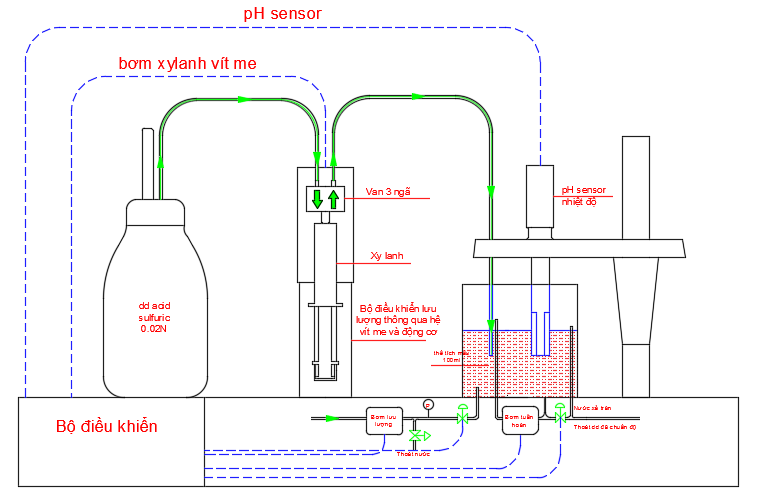 pH sensor
bơm xylanh vít me
Van 3 ngã
pH sensor
nhiệt độ
Xy lanh
dd acid
sulfuric
0.02N
Bộ điều khiển lưu
lượng thông qua hệ
vít me và động cơ
thể tích mẫu
100ml
P
Bộ điều khiển
Bơm lưu
lượng
Bơm tuần
hoàn
Nước xả tràn
Thoát dd đã chuẩn độ
Thoát nước